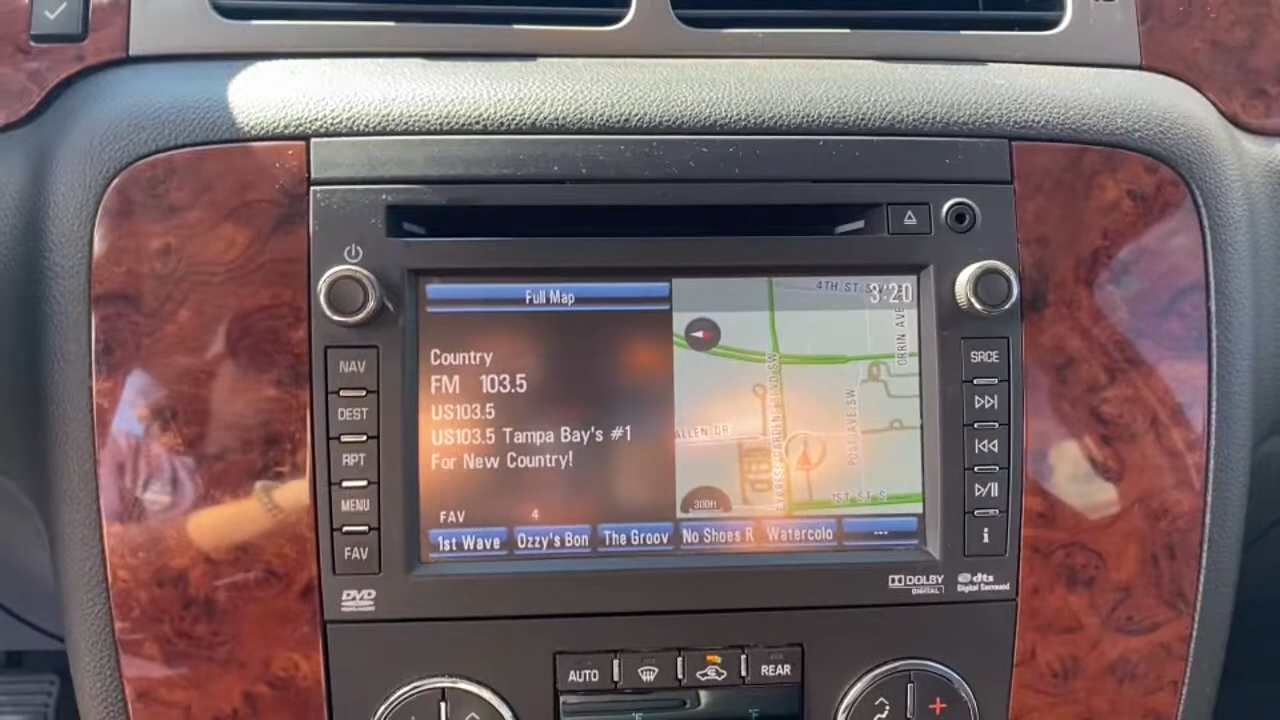 Full Map
4TH ST S
3:20
ORRIN AVE
Country
FM 103.5
US103.5
US103.5 Tampa Bay's #1
For New Country!
ALLEN DR
POST AVE SW
1ST ST S
300ft
FAV 4
1st Wave Ozzy's Bon The Groov No Shoes R Watercolo ---
NAV
DEST
RPT
MENU
FAV
SRCE
i
DVD
DOLBY
DIGITAL
dts
Digital Surround
AUTO
REAR
°F °F